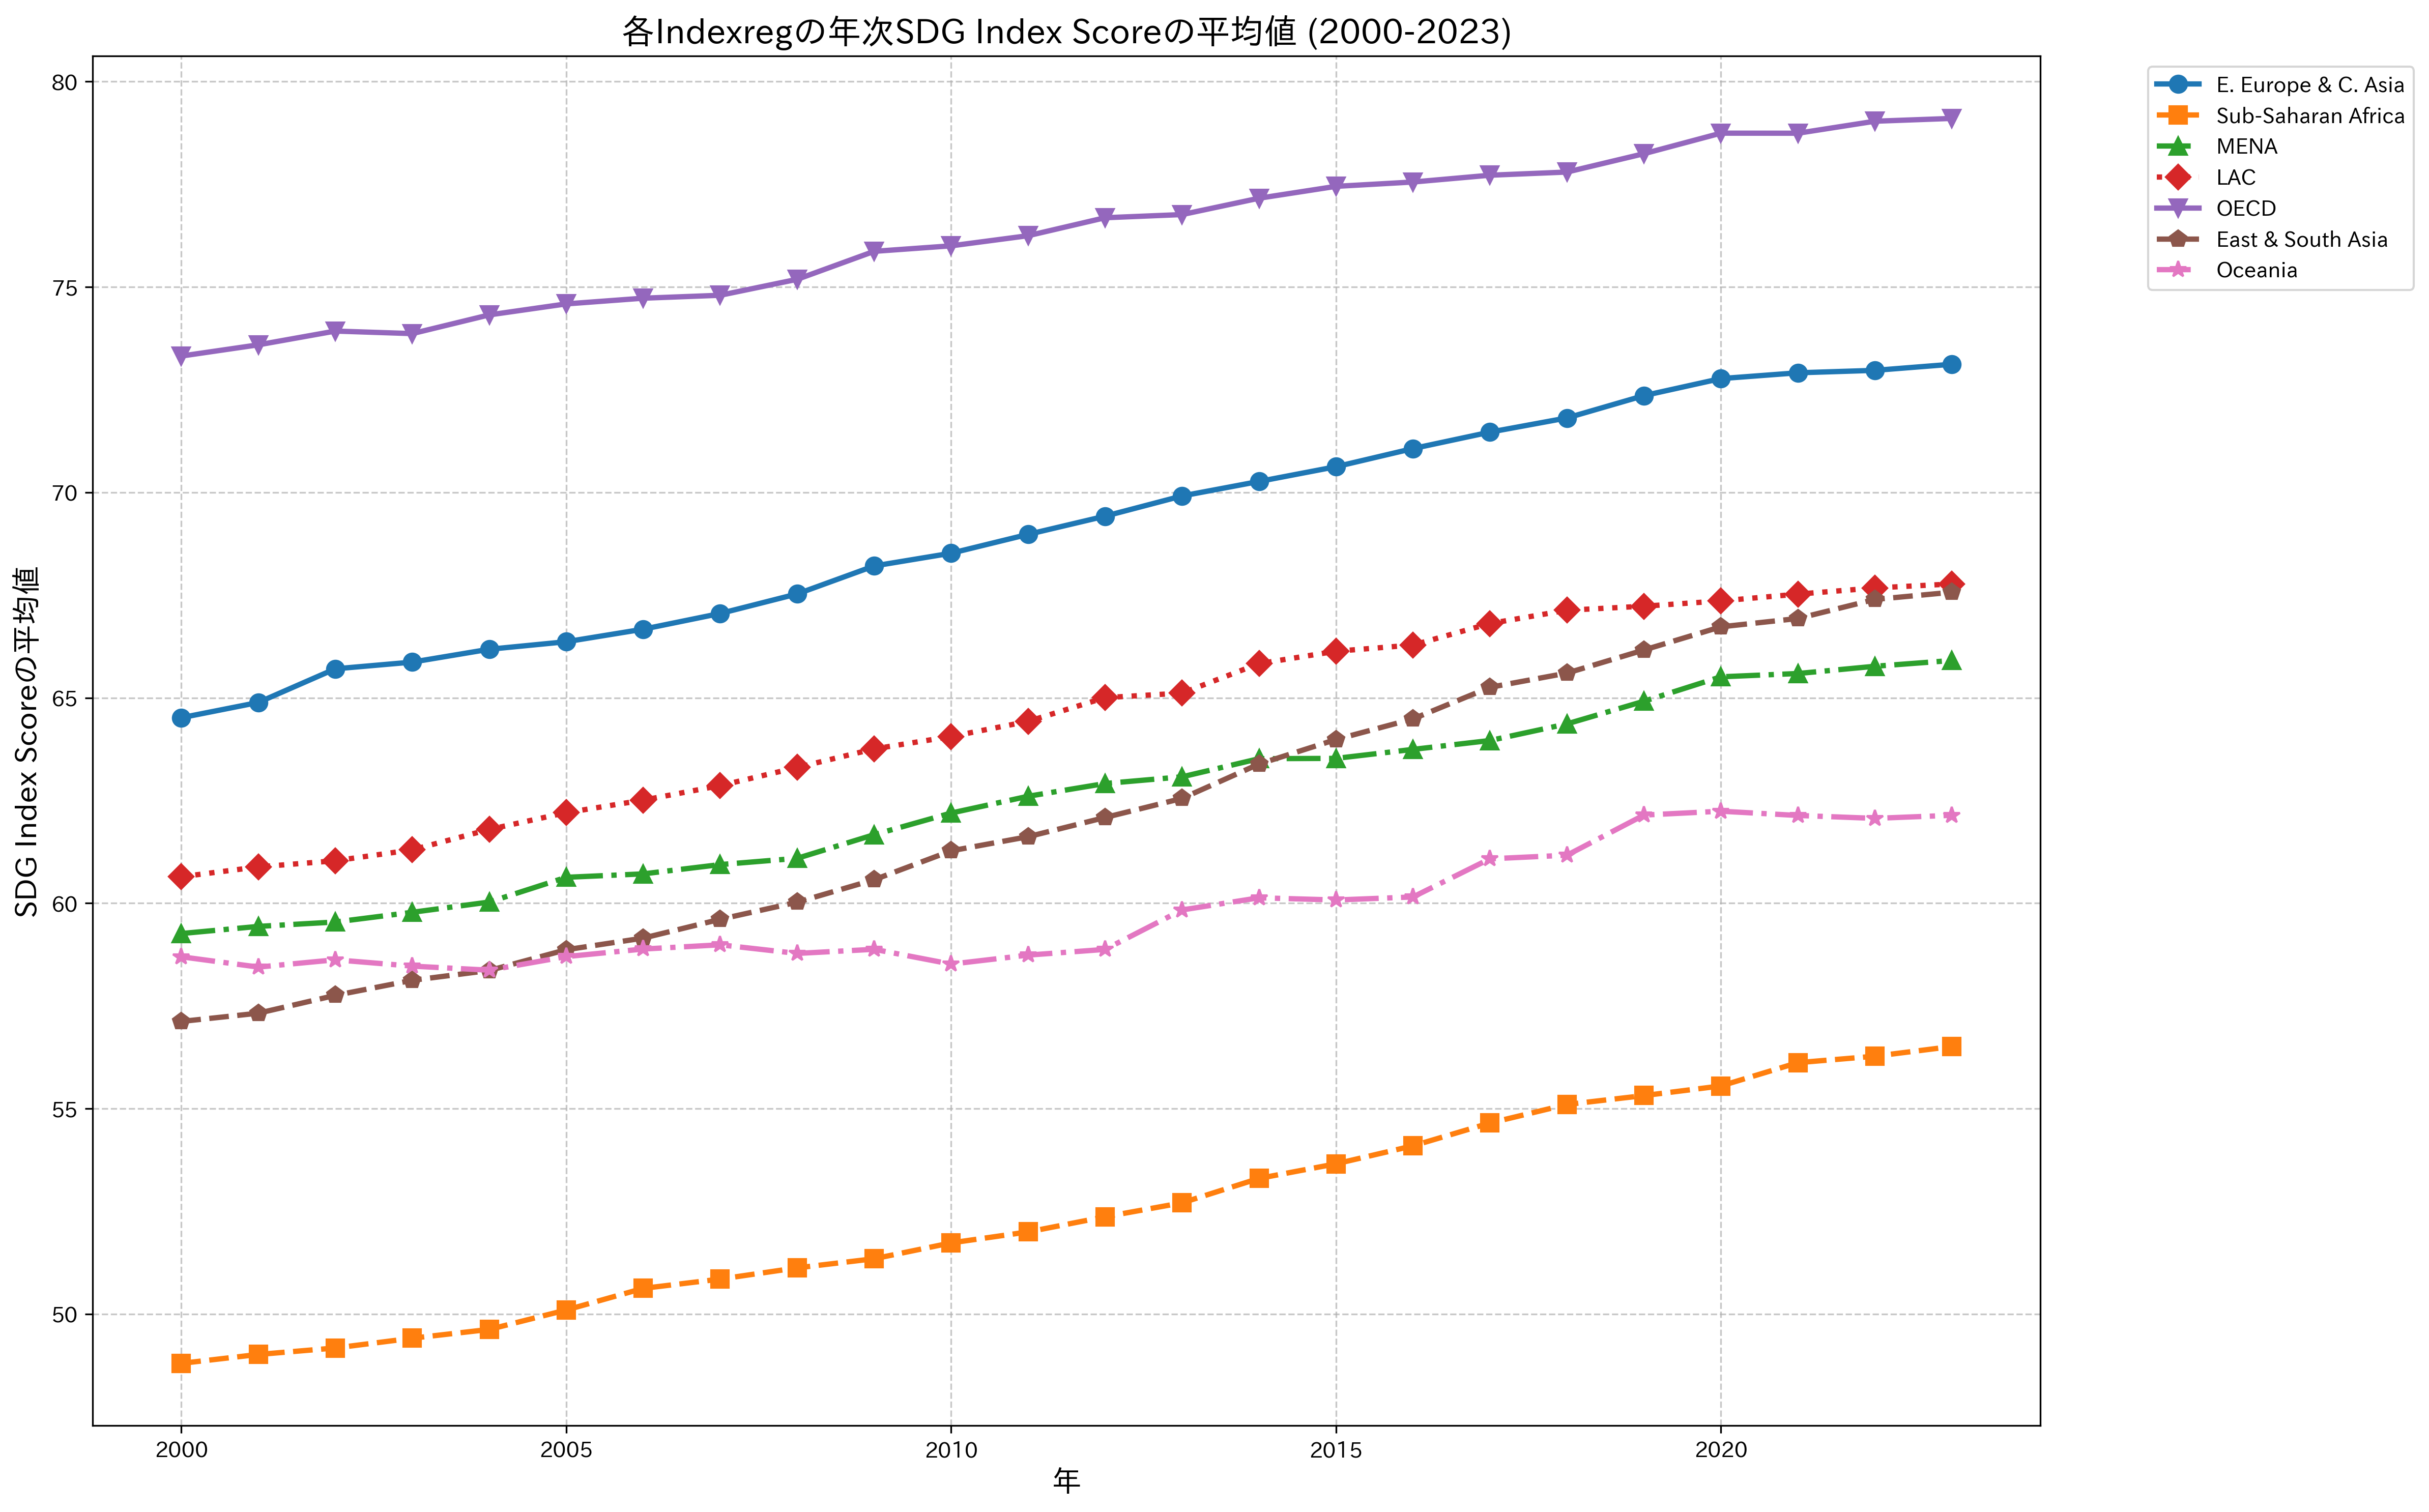 各Indexregの年次SDG Index Scoreの平均値 (2000-2023)
SDG Index Scoreの平均値
80
75
70
65
60
55
50
2000
2005
2010
2015
2020
年
E. Europe & C. Asia
Sub-Saharan Africa
MENA
LAC
OECD
East & South Asia
Oceania